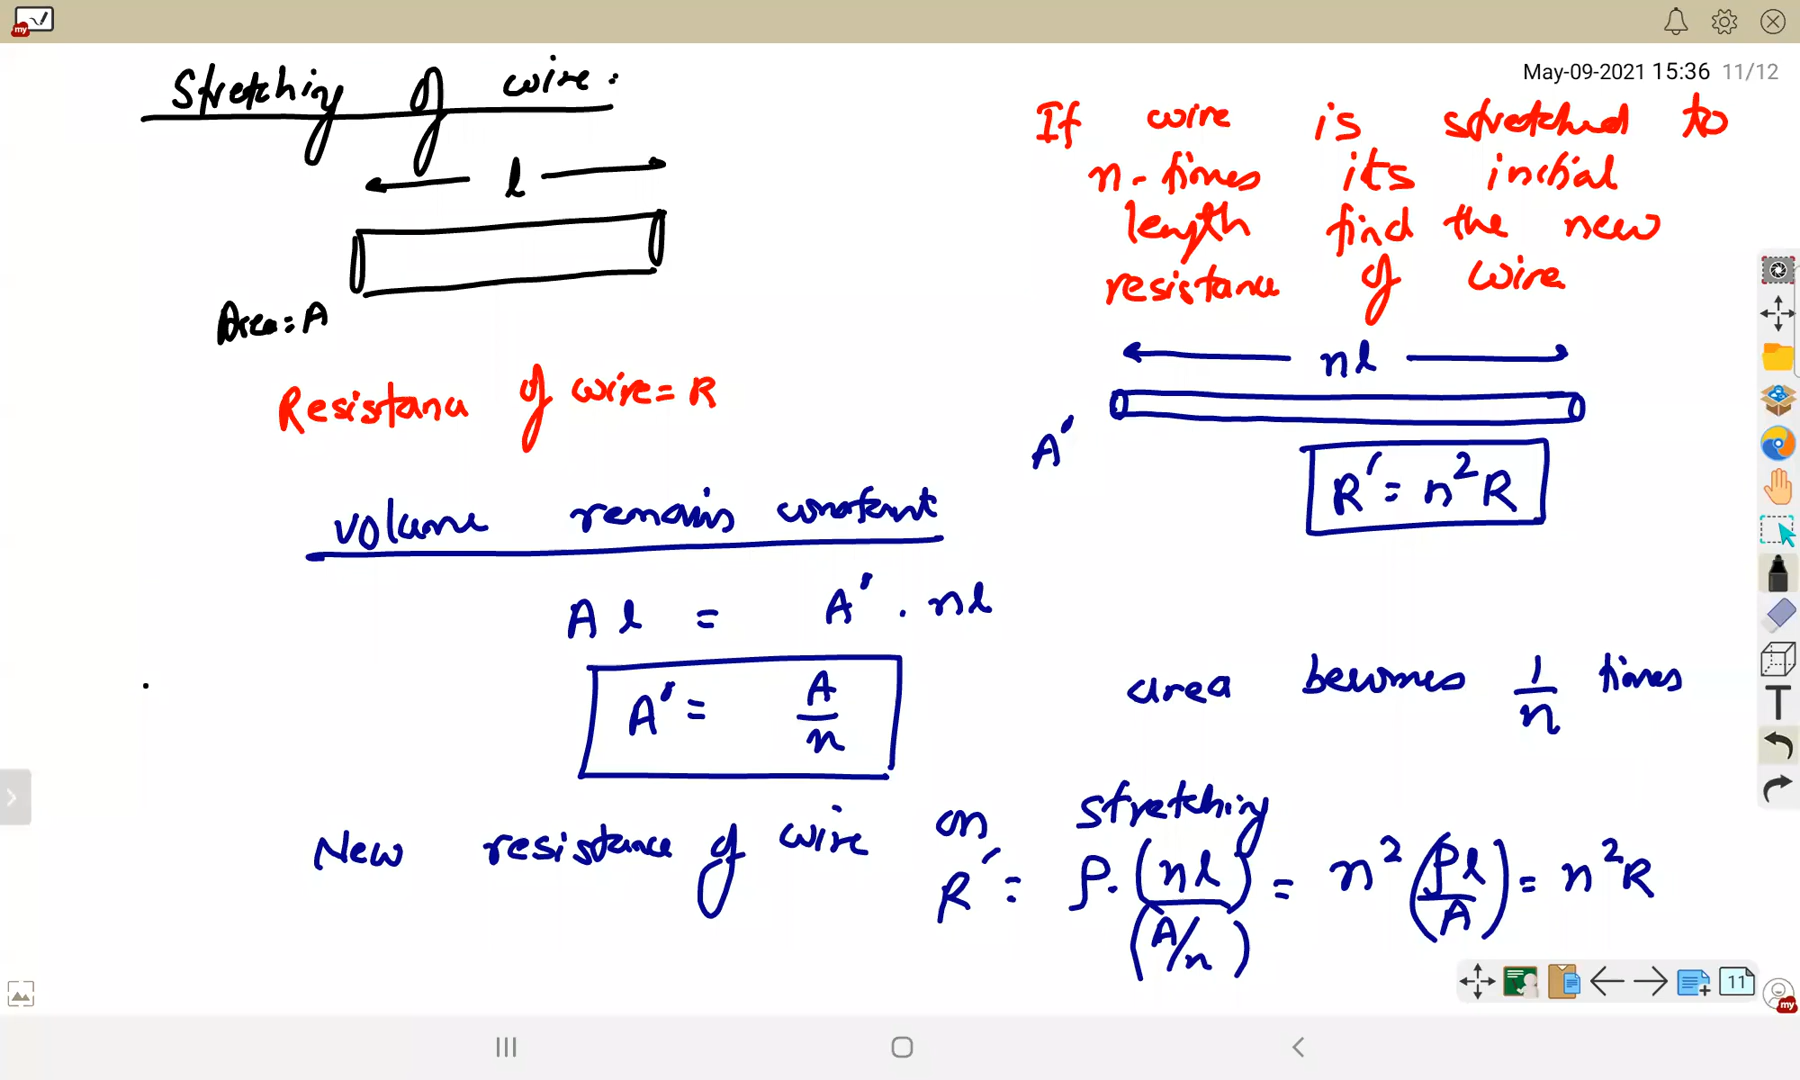 May-09-2021 15:36 11/12
Stretching of wire:
l
Area = A
Resistance of wire = R
If wire is stretched to
n-times its initial
length find the new
resistance of wire
nl
A'
R' = n²R
volume remains constant
A l = A' . nl
A' = A/n
area becomes 1/n times
New resistance of wire on stretching
R' = ρ. (nl)/(A/n) = n² (ρl/A) = n²R
T
11
my
my